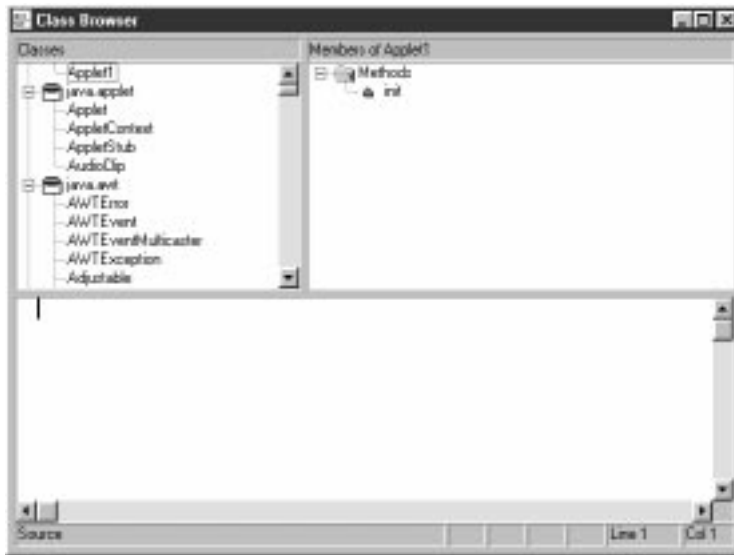 Class Browser
Classes
Members of Applet1
Applet1
java.applet
Applet
AppletContext
AppletStub
AudioClip
java.awt
AWTError
AWTEvent
AWTEventMulticaster
AWTException
Adjustable
Methods
init
Source
Line 1
Col 1